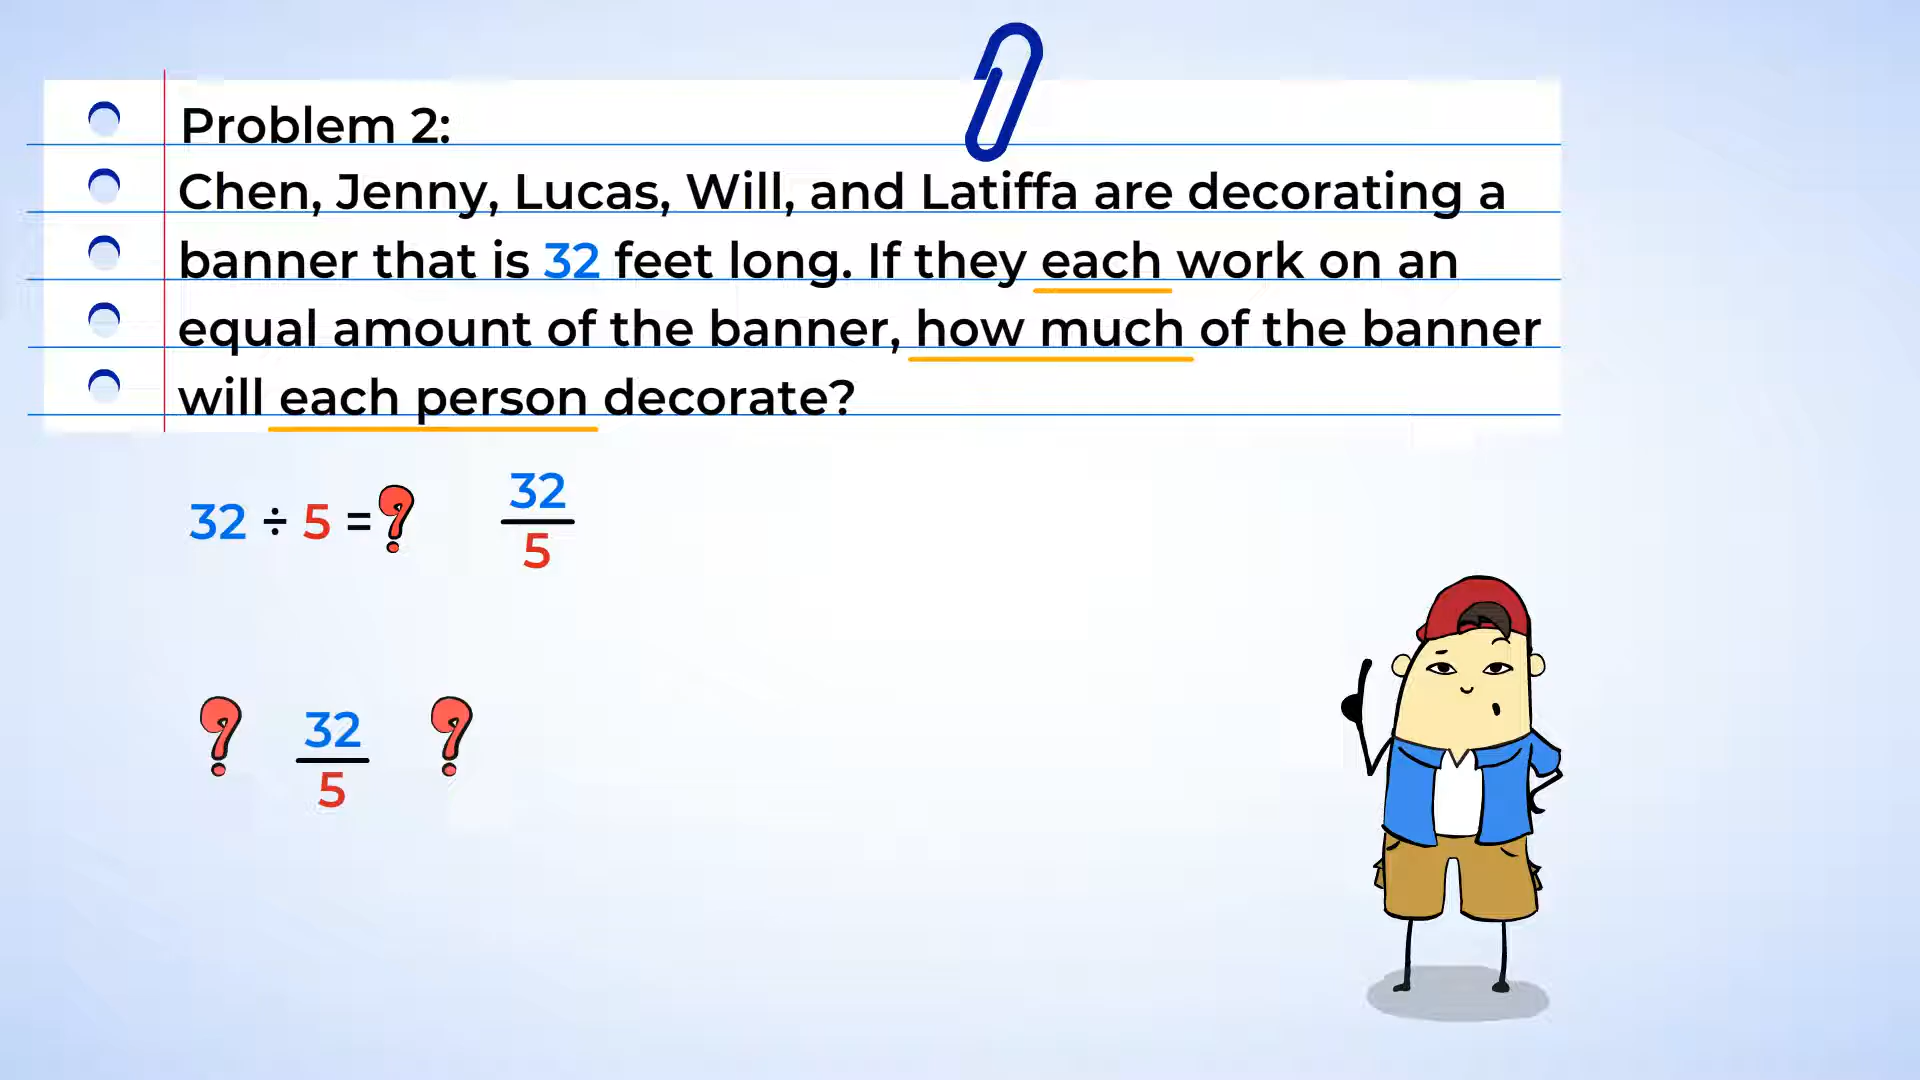 Problem 2:
Chen, Jenny, Lucas, Will, and Latiffa are decorating a
banner that is 32 feet long. If they each work on an
equal amount of the banner, how much of the banner
will each person decorate?
32 ÷ 5 = ?
32
5
? 32 ?
5